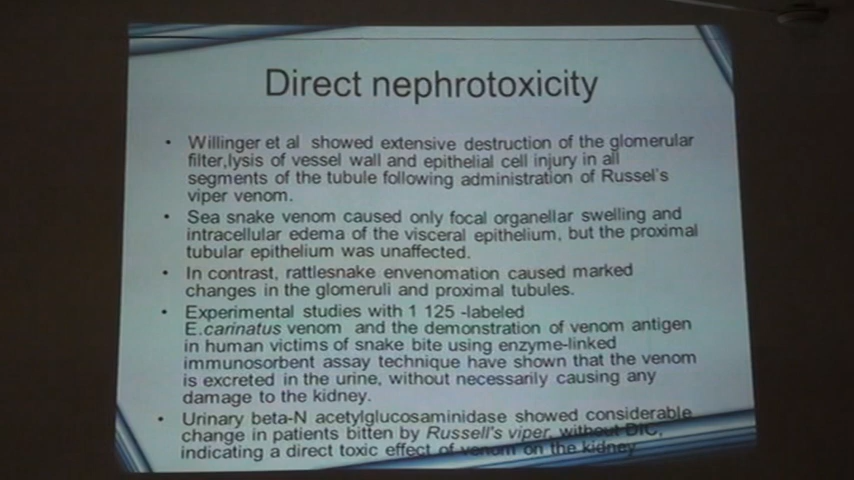 Direct nephrotoxicity
• Willinger et al showed extensive destruction of the glomerular
filter,lysis of vessel wall and epithelial cell injury in all
segments of the tubule following administration of Russel's
viper venom.
• Sea snake venom caused only focal organellar swelling and
intracellular edema of the visceral epithelium, but the proximal
tubular epithelium was unaffected.
• In contrast, rattlesnake envenomation caused marked
changes in the glomeruli and proximal tubules.
• Experimental studies with 1 125 -labeled
E.carinatus venom and the demonstration of venom antigen
in human victims of snake bite using enzyme-linked
immunosorbent assay technique have shown that the venom
is excreted in the urine, without necessarily causing any
damage to the kidney.
• Urinary beta-N acetylglucosaminidase showed considerable
change in patients bitten by Russell's viper, without DIC,
indicating a direct toxic effect of venom on the kidney